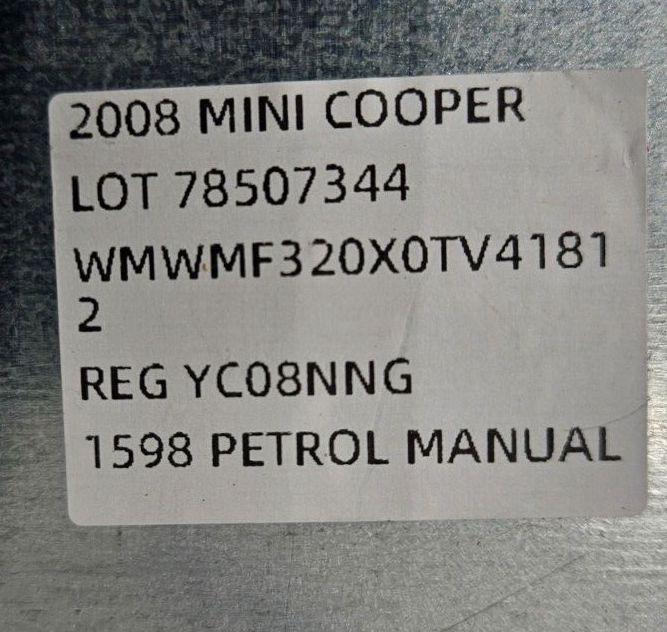 2008 MINI COOPER
LOT 78507344
WMWMF320X0TV4181
2
REG YC08NNG
1598 PETROL MANUAL